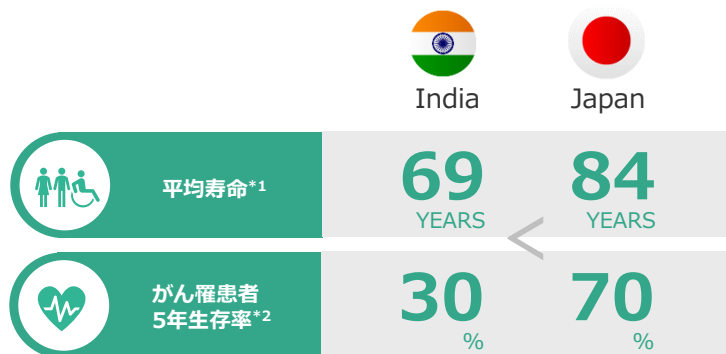 India Japan
平均寿命*1 69 84
YEARS YEARS
<
がん罹患者
5年生存率*2 30 70
% %